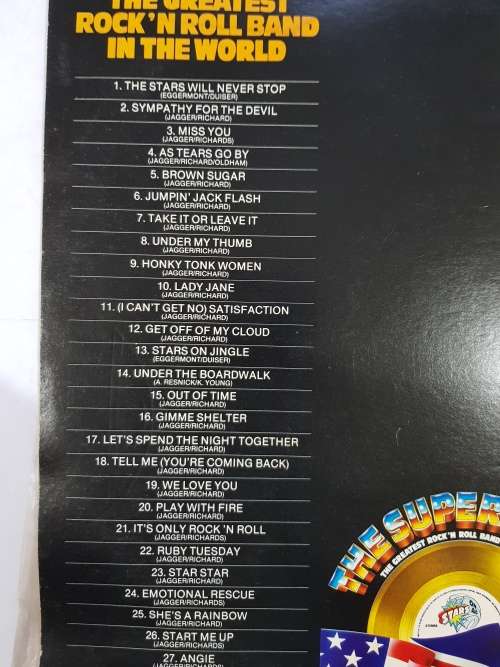 THE GREATEST
ROCK 'N ROLL BAND
IN THE WORLD
1. THE STARS WILL NEVER STOP
(EGGERMONT/DUISER)
2. SYMPATHY FOR THE DEVIL
(JAGGER/RICHARD)
3. MISS YOU
(JAGGER/RICHARDS)
4. AS TEARS GO BY
(JAGGER/RICHARD/OLDHAM)
5. BROWN SUGAR
(JAGGER/RICHARD)
6. JUMPIN' JACK FLASH
(JAGGER/RICHARD)
7. TAKE IT OR LEAVE IT
(JAGGER/RICHARD)
8. UNDER MY THUMB
(JAGGER/RICHARD)
9. HONKY TONK WOMEN
(JAGGER/RICHARD)
10. LADY JANE
(JAGGER/RICHARD)
11. (I CAN'T GET NO) SATISFACTION
(JAGGER/RICHARD)
12. GET OFF OF MY CLOUD
(JAGGER/RICHARD)
13. STARS ON JINGLE
(EGGERMONT/DUISER)
14. UNDER THE BOARDWALK
(A. RESNICK/K. YOUNG)
15. OUT OF TIME
(JAGGER/RICHARD)
16. GIMME SHELTER
(JAGGER/RICHARD)
17. LET'S SPEND THE NIGHT TOGETHER
(JAGGER/RICHARD)
18. TELL ME (YOU'RE COMING BACK)
(JAGGER/RICHARD)
19. WE LOVE YOU
(JAGGER/RICHARD)
20. PLAY WITH FIRE
(JAGGER/RICHARD)
21. IT'S ONLY ROCK 'N ROLL
(JAGGER/RICHARDS)
22. RUBY TUESDAY
(JAGGER/RICHARD)
23. STAR STAR
(JAGGER/RICHARD)
24. EMOTIONAL RESCUE
(JAGGER/RICHARDS)
25. SHE'S A RAINBOW
(JAGGER/RICHARD)
26. START ME UP
(JAGGER/RICHARDS)
27. ANGIE
(JAGGER/RICHARDS)
THE SUPER
THE GREATEST ROCK 'N ROLL BAND
STARS